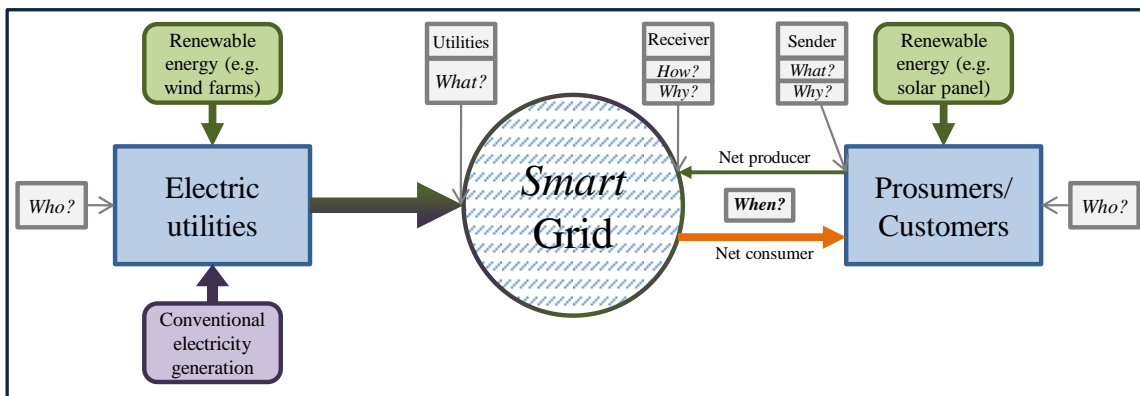 Renewable
energy (e.g.
wind farms)
Utilities
What?
Receiver
How?
Why?
Sender
What?
Why?
Renewable
energy (e.g.
solar panel)
Who?
Electric
utilities
Smart
Grid
Net producer
When?
Net consumer
Prosumers/
Customers
Who?
Conventional
electricity
generation